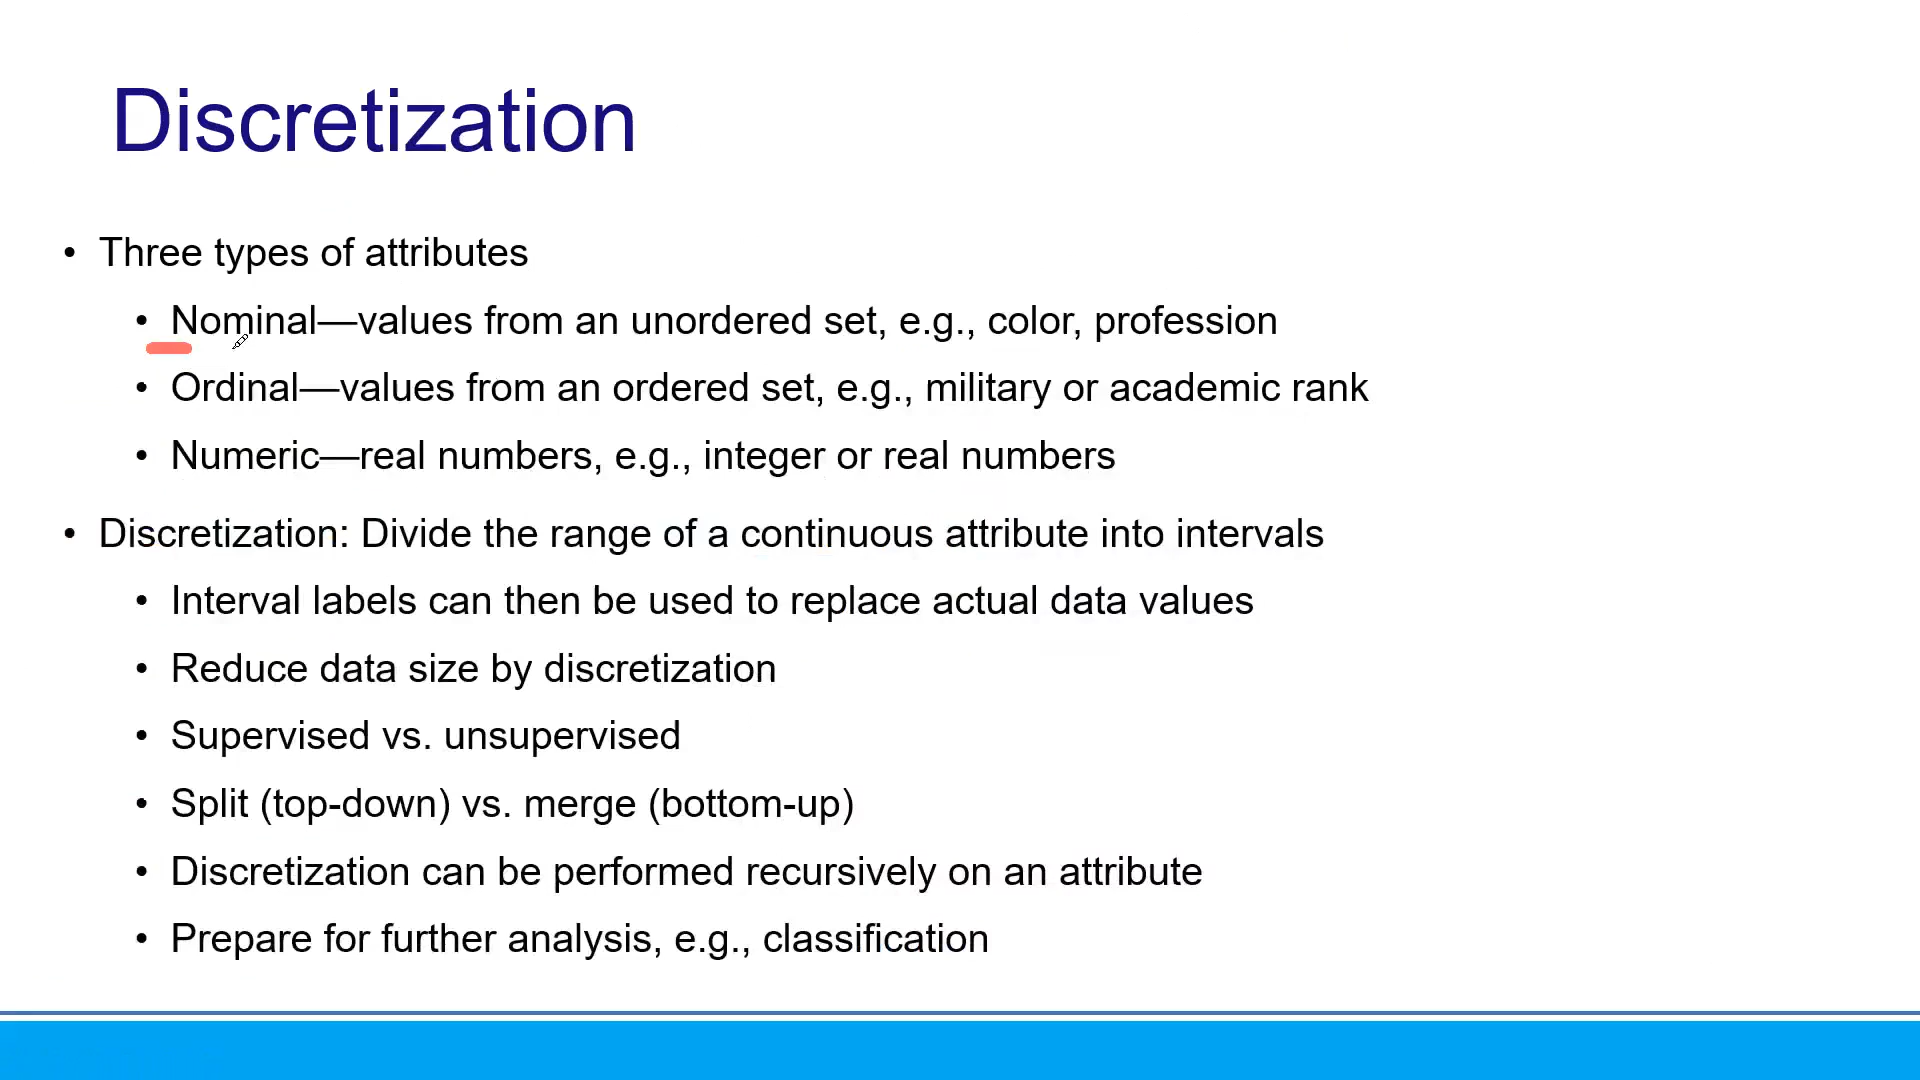 Discretization
• Three types of attributes
• Nominal—values from an unordered set, e.g., color, profession
• Ordinal—values from an ordered set, e.g., military or academic rank
• Numeric—real numbers, e.g., integer or real numbers
• Discretization: Divide the range of a continuous attribute into intervals
• Interval labels can then be used to replace actual data values
• Reduce data size by discretization
• Supervised vs. unsupervised
• Split (top-down) vs. merge (bottom-up)
• Discretization can be performed recursively on an attribute
• Prepare for further analysis, e.g., classification